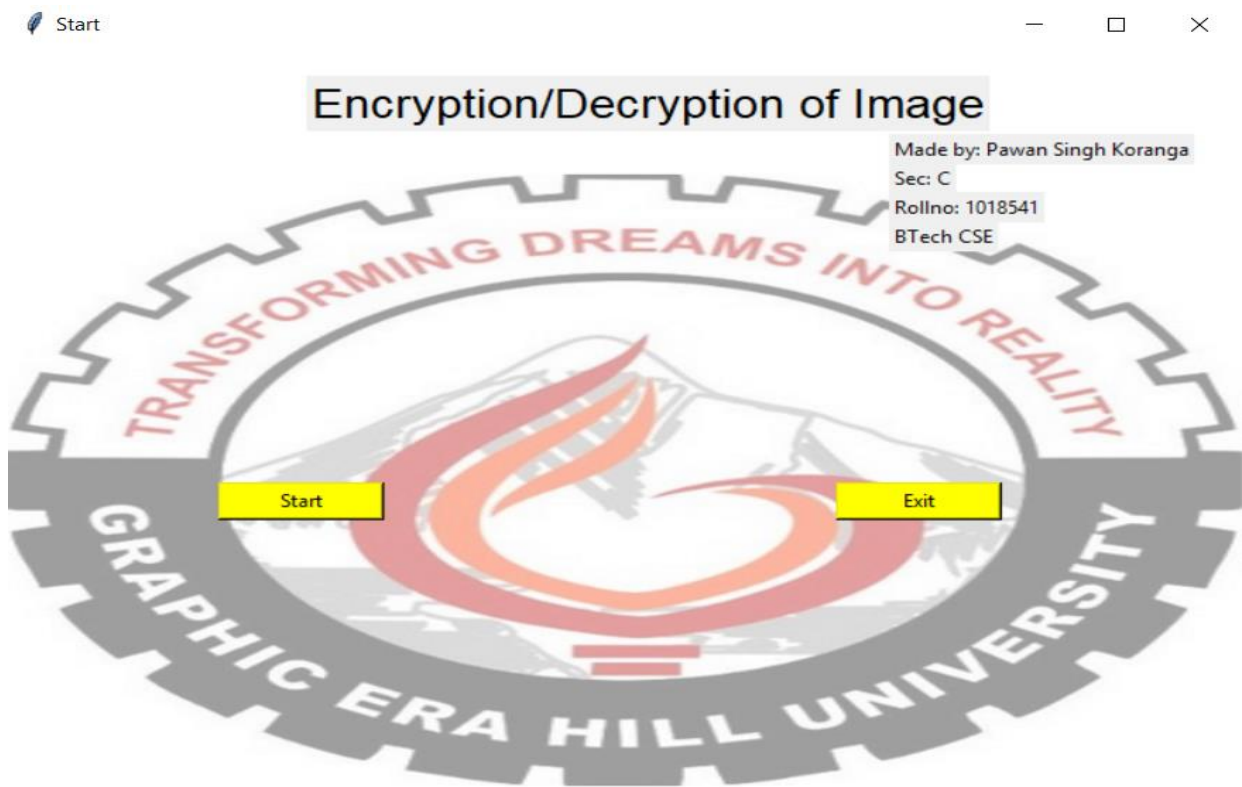 Start
Encryption/Decryption of Image
Made by: Pawan Singh Koranga
Sec: C
Rollno: 1018541
BTech CSE
TRANSFORMING DREAMS INTO REALITY
Start
Exit
GRAPHIC ERA HILL UNIVERSITY